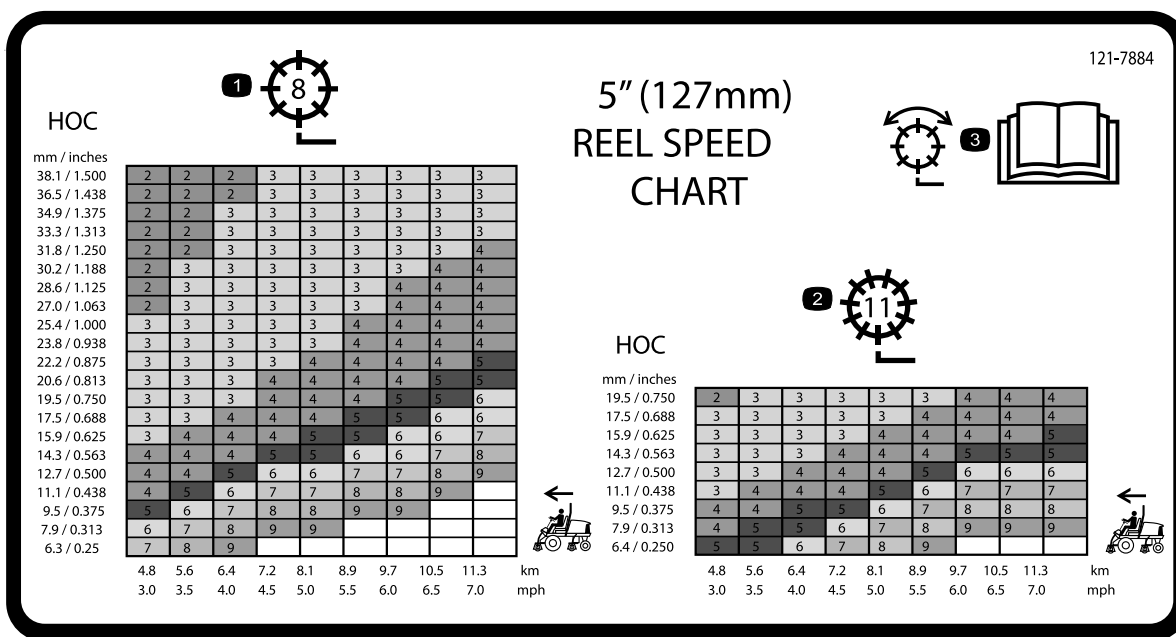 121-7884
5” (127mm)
REEL SPEED
CHART
1
8
3
HOC
mm / inches
38.1 / 1.500 2 2 2 3 3 3 3 3 3
36.5 / 1.438 2 2 2 3 3 3 3 3 3
34.9 / 1.375 2 2 3 3 3 3 3 3 3
33.3 / 1.313 2 2 3 3 3 3 3 3 3
31.8 / 1.250 2 2 3 3 3 3 3 3 4
30.2 / 1.188 2 3 3 3 3 3 3 4 4
28.6 / 1.125 2 3 3 3 3 3 4 4 4
27.0 / 1.063 2 3 3 3 3 3 4 4 4
25.4 / 1.000 3 3 3 3 3 4 4 4 4
23.8 / 0.938 3 3 3 3 3 4 4 4 4
22.2 / 0.875 3 3 3 3 4 4 4 4 5
20.6 / 0.813 3 3 3 4 4 4 4 5 5
19.5 / 0.750 3 3 3 4 4 4 5 5 6
17.5 / 0.688 3 3 4 4 4 5 5 6 6
15.9 / 0.625 3 4 4 4 5 5 6 6 7
14.3 / 0.563 4 4 4 5 5 6 6 7 8
12.7 / 0.500 4 4 5 6 6 7 7 8 9
11.1 / 0.438 4 5 6 7 7 8 8 9
9.5 / 0.375 5 6 7 8 8 9 9
7.9 / 0.313 6 7 8 9 9
6.3 / 0.25 7 8 9
4.8 5.6 6.4 7.2 8.1 8.9 9.7 10.5 11.3 km
3.0 3.5 4.0 4.5 5.0 5.5 6.0 6.5 7.0 mph
2
11
HOC
mm / inches
19.5 / 0.750 2 3 3 3 3 3 4 4 4
17.5 / 0.688 3 3 3 3 3 4 4 4 4
15.9 / 0.625 3 3 3 3 4 4 4 4 5
14.3 / 0.563 3 3 3 4 4 4 5 5 5
12.7 / 0.500 3 3 4 4 4 5 6 6 6
11.1 / 0.438 3 4 4 4 5 6 7 7 7
9.5 / 0.375 4 4 5 5 6 7 8 8 8
7.9 / 0.313 4 5 5 6 7 8 9 9 9
6.4 / 0.250 5 5 6 7 8 9
4.8 5.6 6.4 7.2 8.1 8.9 9.7 10.5 11.3 km
3.0 3.5 4.0 4.5 5.0 5.5 6.0 6.5 7.0 mph